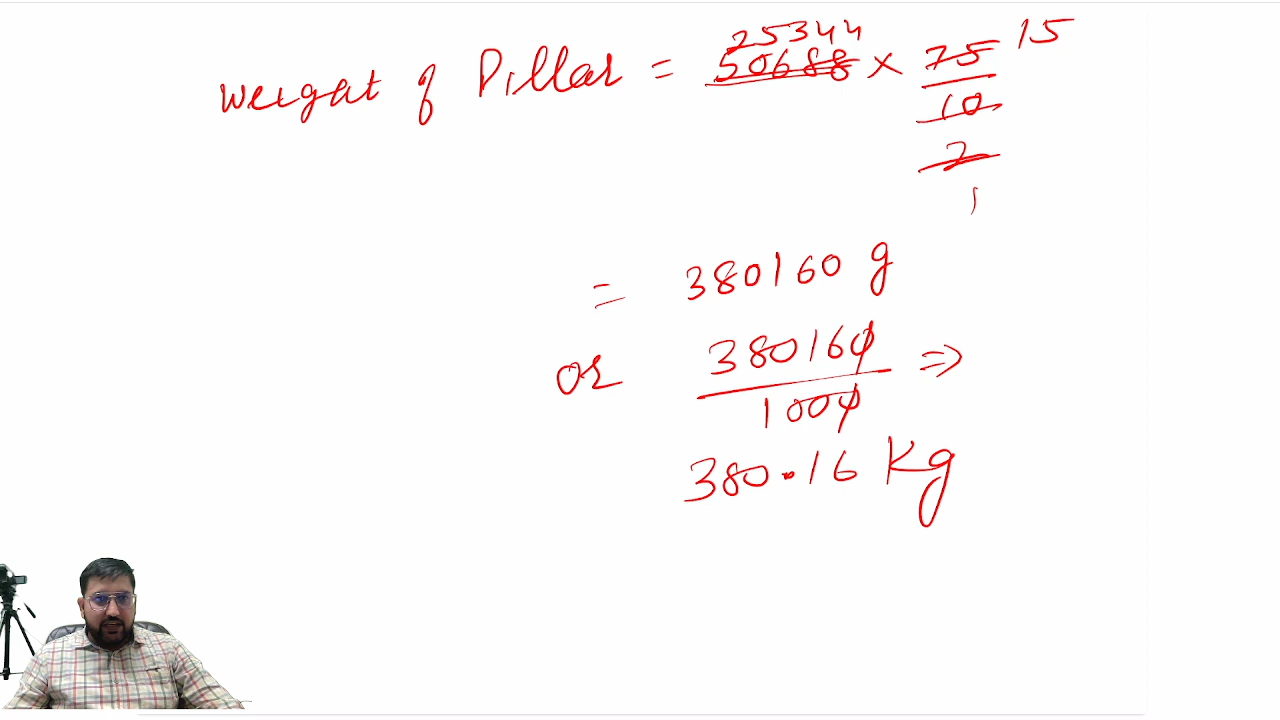 25344
Weight of Pillar = 50688 × 75 15
10
2
1
= 380160 g
or 380160 ⇒
1000
380.16 Kg